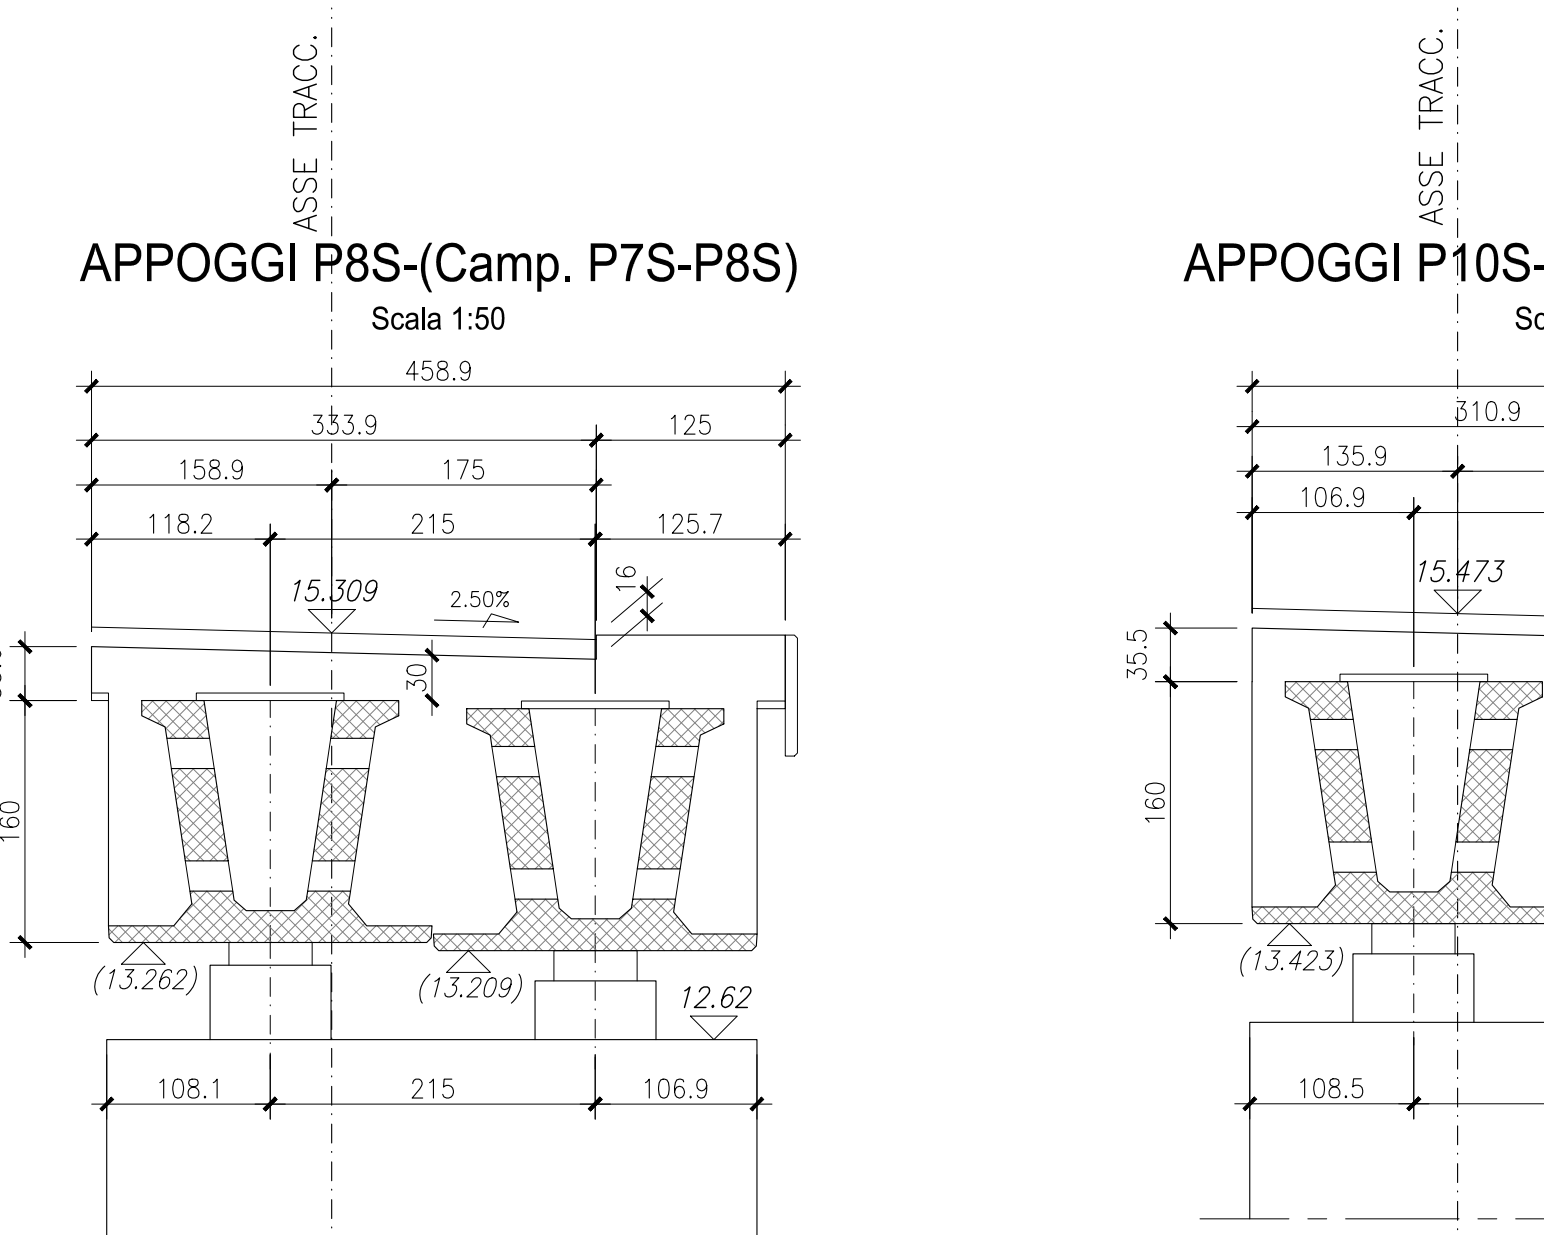 ASSE TRACC.
ASSE TRACC.
APPOGGI P8S-(Camp. P7S-P8S)
Scala 1:50
458.9
333.9 125
158.9 175
118.2 215 125.7
15.309
2.50%
16
30
160
(13.262)
(13.209)
12.62
108.1 215 106.9
APPOGGI P10S-
310.9
135.9
106.9
15.473
35.5
160
(13.423)
108.5